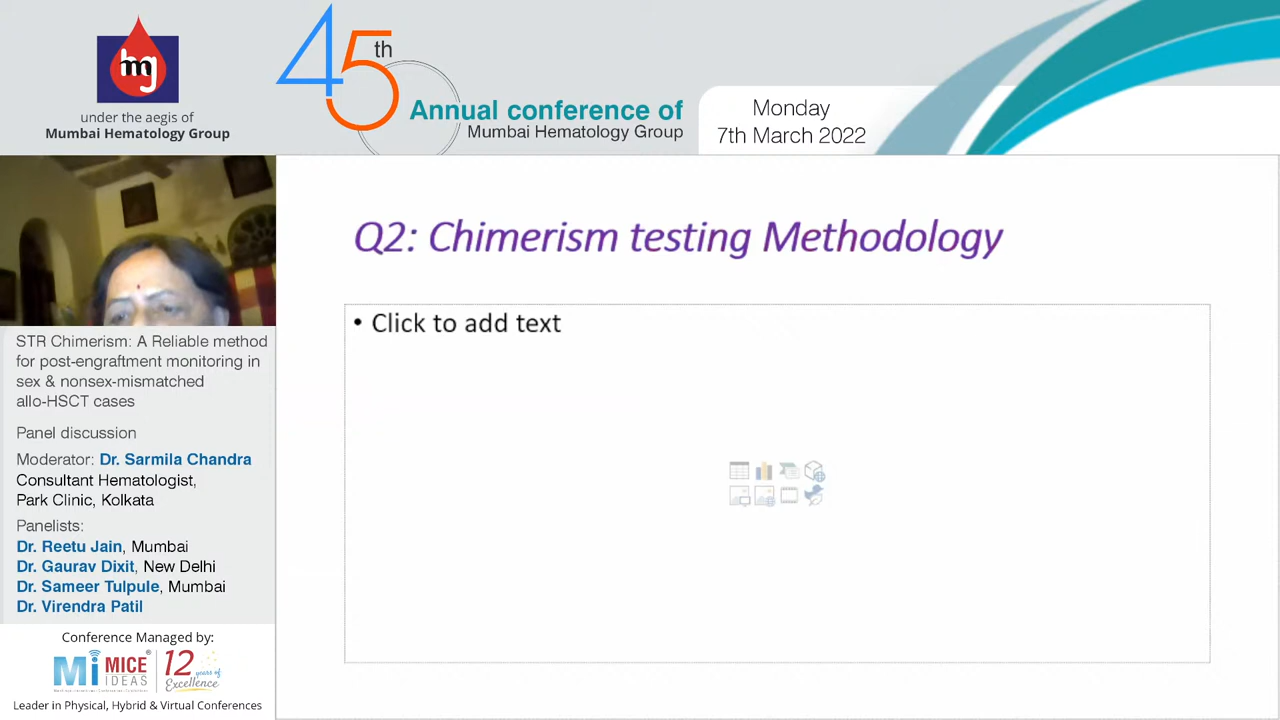 hg
under the aegis of
Mumbai Hematology Group
45th
Annual conference of
Mumbai Hematology Group
Monday
7th March 2022
Q2: Chimerism testing Methodology
• Click to add text
STR Chimerism: A Reliable method
for post-engraftment monitoring in
sex & nonsex-mismatched
allo-HSCT cases
Panel discussion
Moderator: Dr. Sarmila Chandra
Consultant Hematologist,
Park Clinic, Kolkata
Panelists:
Dr. Reetu Jain, Mumbai
Dr. Gaurav Dixit, New Delhi
Dr. Sameer Tulpule, Mumbai
Dr. Virendra Patil
Conference Managed by:
Mi MICE IDEAS
12 years of Excellence
Leader in Physical, Hybrid & Virtual Conferences